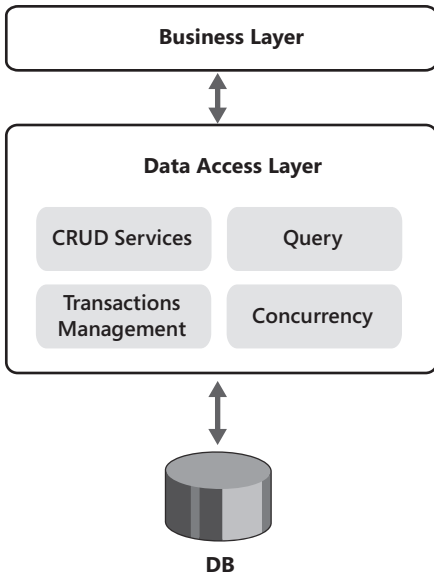 Business Layer
Data Access Layer
CRUD Services
Query
Transactions
Management
Concurrency
DB